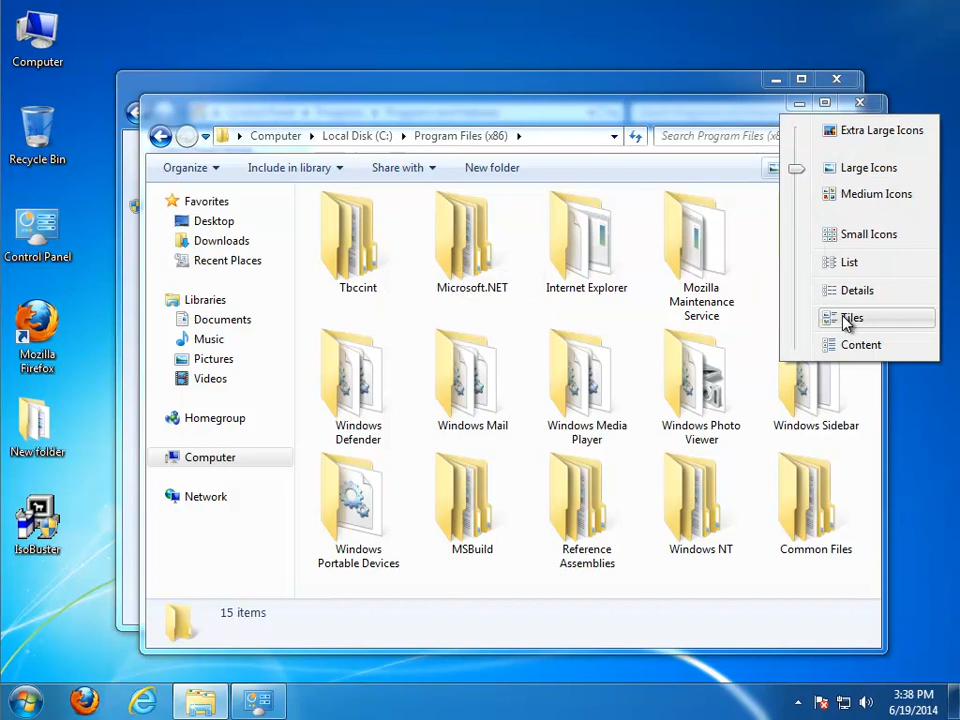 Computer
Recycle Bin
Control Panel
Mozilla
Firefox
New folder
IsoBuster
Computer
Local Disk (C:)
Program Files (x86)
Search Program Files (x8
Organize
Include in library
Share with
New folder
Favorites
Desktop
Downloads
Recent Places
Libraries
Documents
Music
Pictures
Videos
Homegroup
Computer
Network
Tbccint
Microsoft.NET
Internet Explorer
Mozilla
Maintenance
Service
Windows
Defender
Windows Mail
Windows Media
Player
Windows Photo
Viewer
Windows Sidebar
Windows
Portable Devices
MSBuild
Reference
Assemblies
Windows NT
Common Files
15 items
Extra Large Icons
Large Icons
Medium Icons
Small Icons
List
Details
Tiles
Content
3:38 PM
6/19/2014